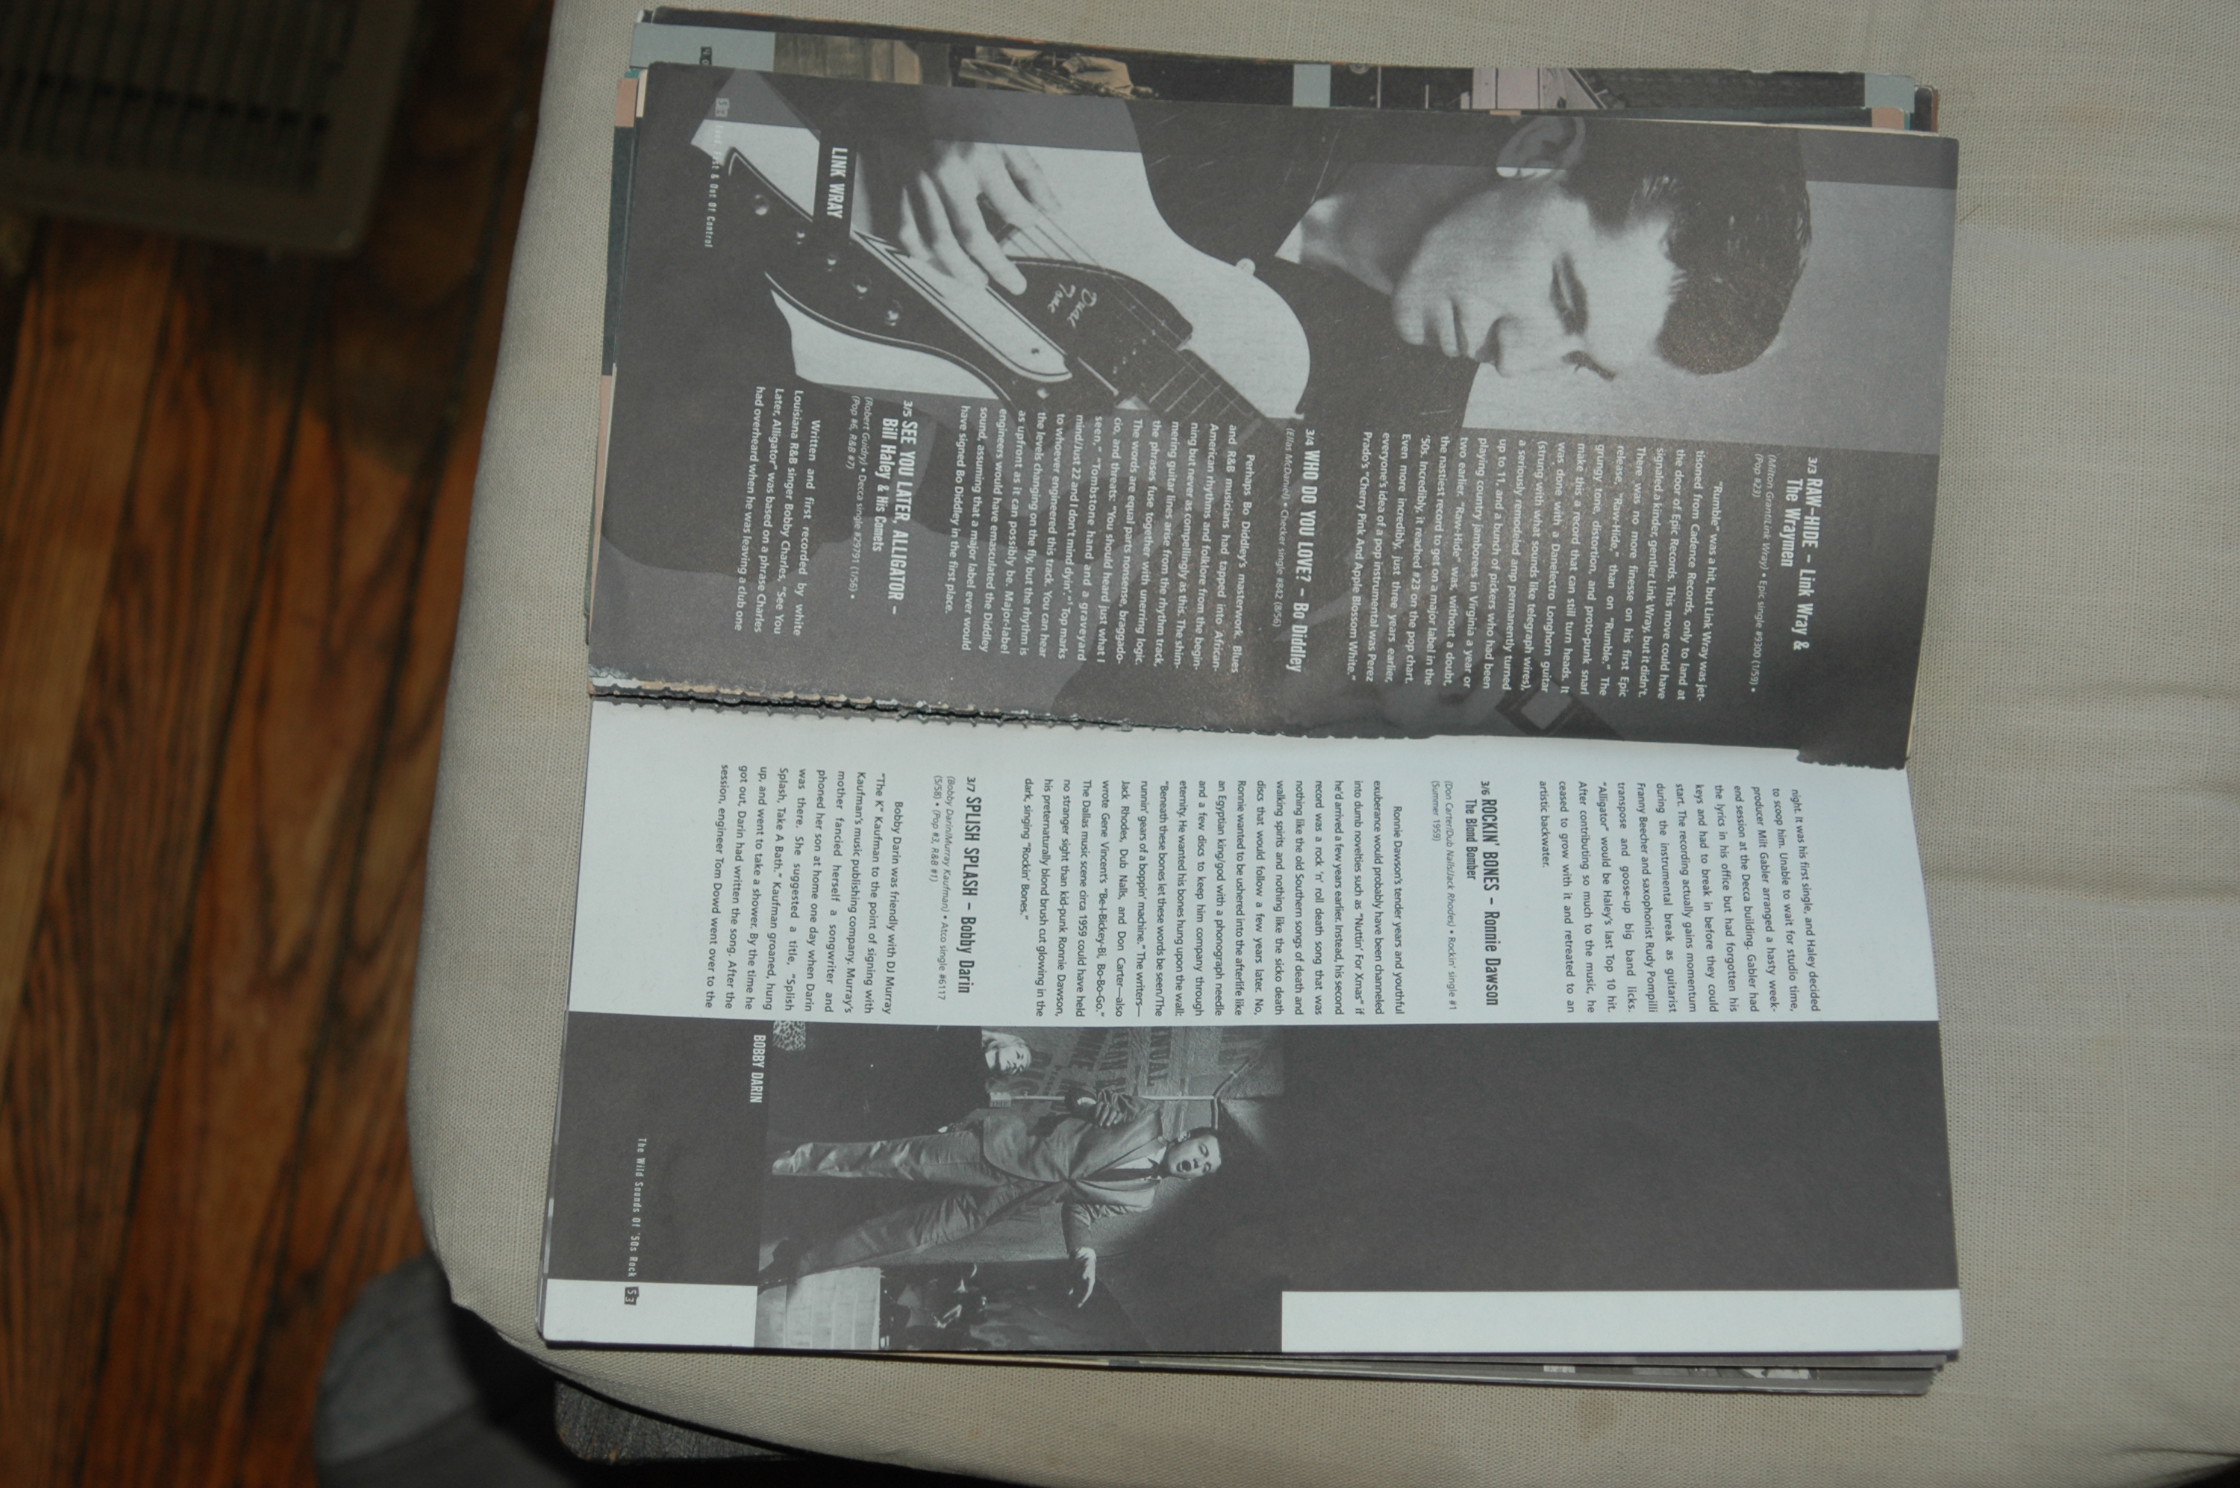 3/3 RAW-HIDE – Link Wray &
The Wraymen
(Milton Grant/Link Wray) • Epic single #9300 (1/59) •
(Pop #23)
"Rumble" was a hit, but Link Wray was jet-
tisoned from Cadence Records, only to land at
the door of Epic Records. This move could have
signaled a kinder, gentler Link Wray, but it didn't.
There was no more finesse on his first Epic
release, "Raw-Hide," than on "Rumble." The
grungy tone, distortion, and proto-punk snarl
make this a record that can still turn heads. It
was done with a Danelectro Longhorn guitar
(strung with what sounds like telegraph wires),
a seriously remodeled amp permanently turned
up to 11, and a bunch of pickers who had been
playing country jamborees in Virginia a year or
two earlier. "Raw-Hide" was, without a doubt,
the nastiest record to get on a major label in the
'50s. Incredibly, it reached #23 on the pop chart.
Even more incredibly, just three years earlier,
everyone's idea of a pop instrumental was Perez
Prado's "Cherry Pink And Apple Blossom White."
3/4 WHO DO YOU LOVE? – Bo Diddley
(Ellas McDaniel) • Checker single #842 (8/56)
Perhaps Bo Diddley's masterwork. Blues
and R&B musicians had tapped into African-
American rhythms and folklore from the begin-
ning but never as compellingly as this. The shim-
mering guitar lines arise from the rhythm track,
the phrases fuse together with unerring logic.
The words are equal parts nonsense, braggado-
cio, and threats: "You should heard just what I
seen," "Tombstone hand and a graveyard
mind/Just 22 and I don't mind dyin'." Top marks
to whoever engineered this track. You can hear
the levels changing on the fly, but the rhythm is
as upfront as it can possibly be. Major-label
engineers would have emasculated the Diddley
sound, assuming that a major label ever would
have signed Bo Diddley in the first place.
3/5 SEE YOU LATER, ALLIGATOR –
Bill Haley & His Comets
(Robert Guidry) • Decca single #29791 (1/56) •
(Pop #6, R&B #7)
Written and first recorded by white
Louisiana R&B singer Bobby Charles, "See You
Later, Alligator" was based on a phrase Charles
had overheard when he was leaving a club one
LINK WRAY
Dual
Tone
52 Loud, Fast & Out Of Control
night. It was his first single, and Haley decided
to scoop him. Unable to wait for studio time,
producer Milt Gabler arranged a hasty week-
end session at the Decca building. Gabler had
the lyrics in his office but had forgotten his
keys and had to break in before they could
start. The recording actually gains momentum
during the instrumental break as guitarist
Franny Beecher and saxophonist Rudy Pompilli
transpose and goose-up big band licks.
"Alligator" would be Haley's last Top 10 hit.
After contributing so much to the music, he
ceased to grow with it and retreated to an
artistic backwater.
3/6 ROCKIN' BONES – Ronnie Dawson
The Blond Bomber
(Don Carter/Dub Nalls/Jack Rhodes) • Rockin' single #1
(Summer 1959)
Ronnie Dawson's tender years and youthful
exuberance would probably have been channeled
into dumb novelties such as "Nuttin' For Xmas" if
he'd arrived a few years earlier. Instead, his second
record was a rock 'n' roll death song that was
nothing like the old Southern songs of death and
walking spirits and nothing like the sicko death
discs that would follow a few years later. No,
Ronnie wanted to be ushered into the afterlife like
an Egyptian king/god with a phonograph needle
and a few discs to keep him company through
eternity. He wanted his bones hung upon the wall:
"Beneath these bones let these words be seen/The
runnin' gears of a boppin' machine." The writers—
Jack Rhodes, Dub Nalls, and Don Carter—also
wrote Gene Vincent's "Be-I-Bickey-Bi, Bo-Bo-Go."
The Dallas music scene circa 1959 could have held
no stranger sight than kid-punk Ronnie Dawson,
his preternaturally blond brush cut glowing in the
dark, singing "Rockin' Bones."
3/7 SPLISH SPLASH – Bobby Darin
(Bobby Darin/Murray Kaufman) • Atco single #6117
(5/58) • (Pop #3, R&B #1)
Bobby Darin was friendly with DJ Murray
"The K" Kaufman to the point of signing with
Kaufman's music publishing company. Murray's
mother fancied herself a songwriter and
phoned her son at home one day when Darin
was there. She suggested a title, "Splish
Splash, Take A Bath." Kaufman groaned, hung
up, and went to take a shower. By the time he
got out, Darin had written the song. After the
session, engineer Tom Dowd went over to the
BOBBY DARIN
The Wild Sounds Of '50s Rock 53